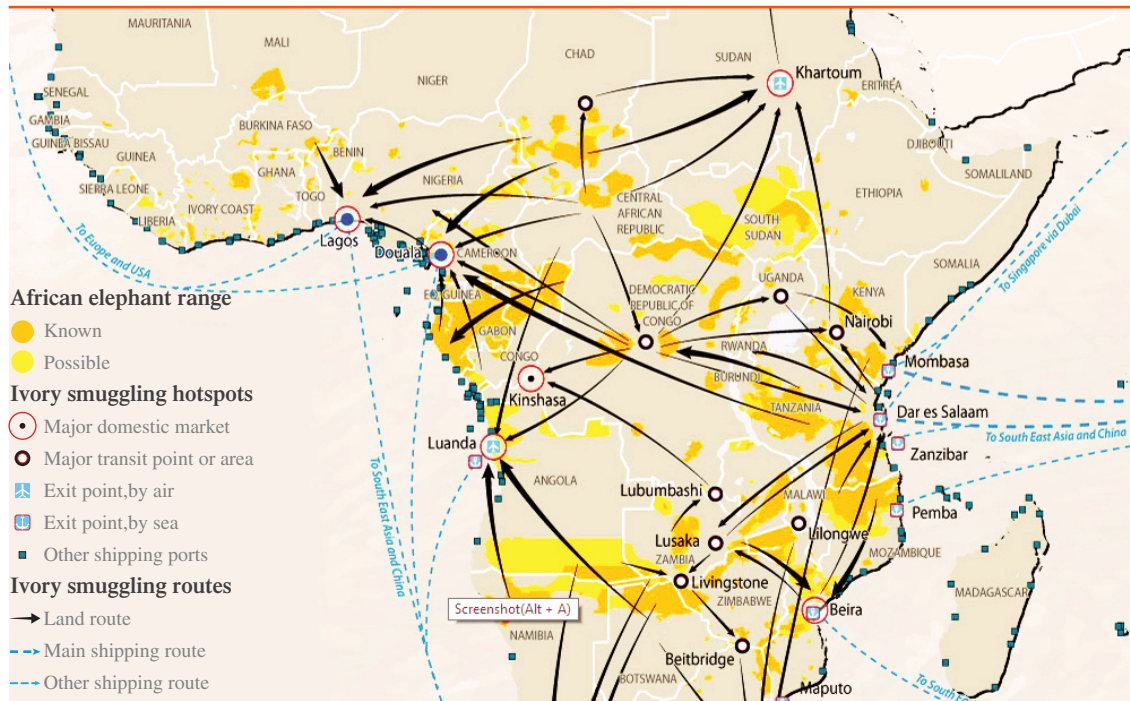 MAURITANIA
MALI
NIGER
CHAD
SUDAN
Khartoum
ERITREA
SENEGAL
GAMBIA
GUINEA BISSAU
GUINEA
BURKINA FASO
BENIN
GHANA
TOGO
NIGERIA
SIERRA LEONE
LIBERIA
IVORY COAST
Lagos
Douala
CAMEROON
CENTRAL
AFRICAN
REPUBLIC
SOUTH
SUDAN
ETHIOPIA
DJIBOUTI
SOMALILAND
SOMALIA
To Europe and USA
To Singapore via Dubai
African elephant range
Known
Possible
Ivory smuggling hotspots
Major domestic market
Major transit point or area
Exit point,by air
Exit point,by sea
Other shipping ports
Ivory smuggling routes
Land route
Main shipping route
Other shipping route
EQ. GUINEA
GABON
CONGO
DEMOCRATIC
REPUBLIC OF
CONGO
UGANDA
KENYA
Nairobi
RWANDA
BURUNDI
Mombasa
Kinshasa
TANZANIA
Dar es Salaam
To South East Asia and China
Zanzibar
Luanda
To South East Asia and China
ANGOLA
Lubumbashi
MALAWI
Pemba
Lusaka
Lilongwe
ZAMBIA
MOZAMBIQUE
Livingstone
MADAGASCAR
Screenshot(Alt + A)
ZIMBABWE
Beira
NAMIBIA
Beitbridge
BOTSWANA
Maputo
To South